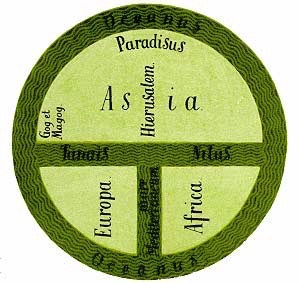 Oceanus
Paradisus
Asia
Hierusalem.
Gog et
Magog.
Tanais
Nilus
Europa.
mare
Mediterraneum
Africa
Oceanus